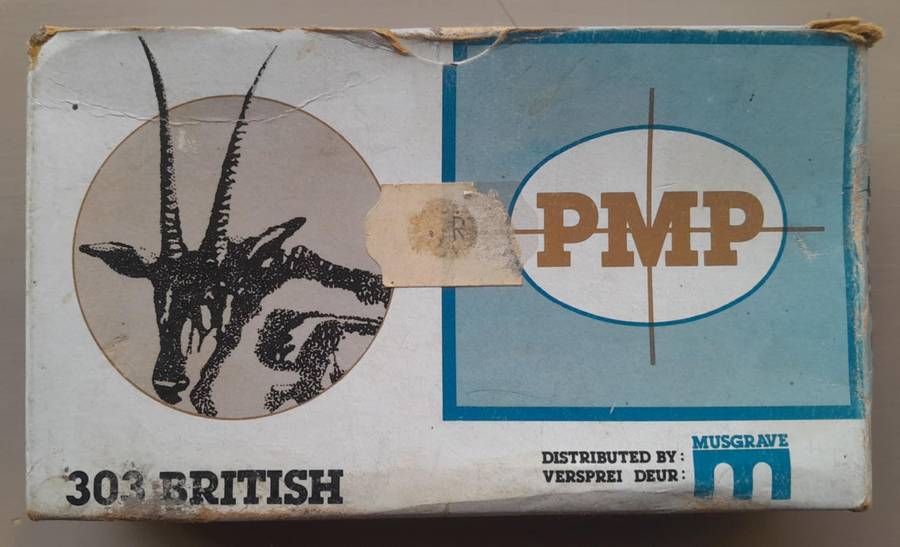 R
PMP
303 BRITISH
DISTRIBUTED BY:
VERSPREI DEUR:
MUSGRAVE
m